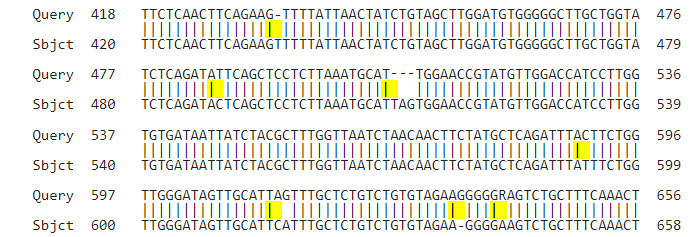 Query 418 TTCTCAACTTCAGAAG-TTTTATTAACTATCTGTAGCTTGGATGTGGGGGCTTGCTGGTA 476
Sbjct 420 TTCTCAACTTCAGAAGTTTTTATTAACTATCTGTAGCTTGGATGTGGGGGCTTGCTGGTA 479
Query 477 TCTCAGATATTCAGCTCCTCTTAAATGCAT---TGGAACCGTATGTTGGACCATCCTTGG 536
Sbjct 480 TCTCAGATACTCAGCTCCTCTTAAATGCATTAGTGGAACCGTATGTTGGACCATCCTTGG 539
Query 537 TGTGATAATTATCTACGCTTTGGTTAATCTAACAACTTCTATGCTCAGATTTACTTCTGG 596
Sbjct 540 TGTGATAATTATCTACGCTTTGGTTAATCTAACAACTTCTATGCTCAGATTTATTTCTGG 599
Query 597 TTGGGATAGTTGCATTAGTTTGCTCTGTCTGTGTAGAAGGGGGRAGTCTGCTTTCAAACT 656
Sbjct 600 TTGGGATAGTTGCATTCATTTGCTCTGTCTGTGTAGAA-GGGGAAGTCTGCTTTCAAACT 658